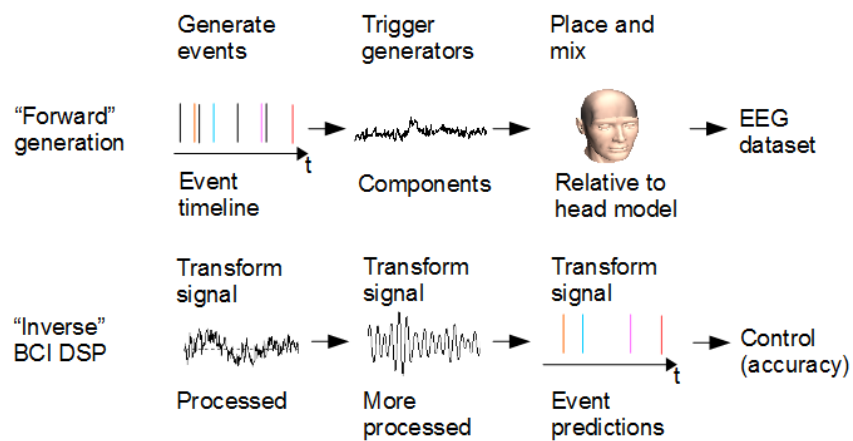 Generate
events
Trigger
generators
Place and
mix
“Forward”
generation
t
Event
timeline
Components
Relative to
head model
EEG
dataset
Transform
signal
Transform
signal
Transform
signal
“Inverse”
BCI DSP
Processed
More
processed
t
Event
predictions
Control
(accuracy)